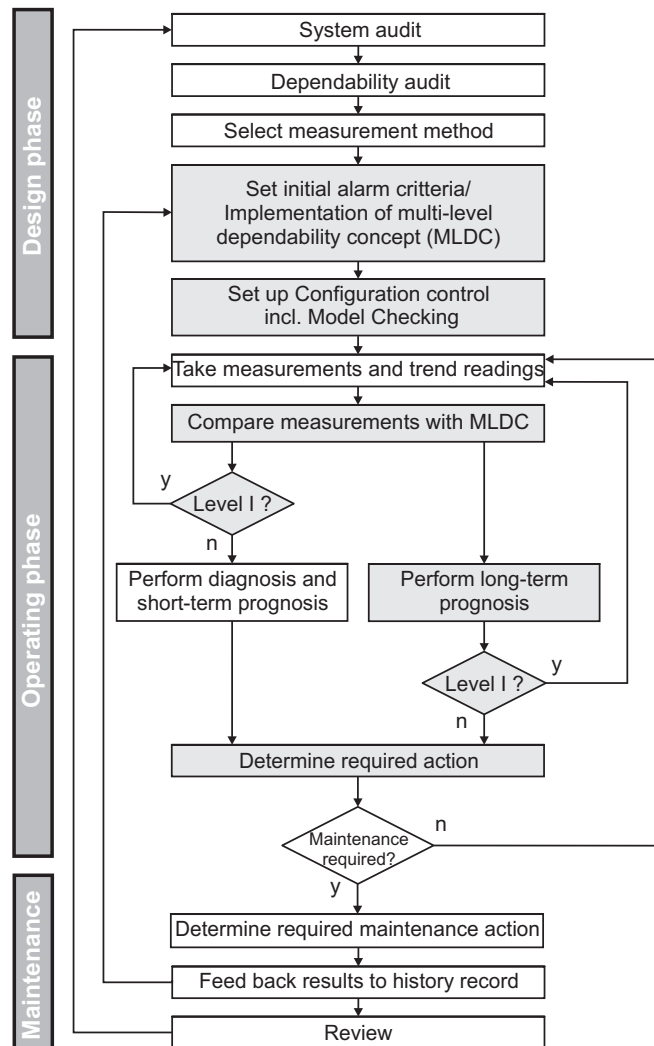 Design phase
System audit
Dependability audit
Select measurement method
Set initial alarm critteria/
Implementation of multi-level
dependability concept (MLDC)
Set up Configuration control
incl. Model Checking
Operating phase
Take measurements and trend readings
Compare measurements with MLDC
y
Level I ?
n
Perform diagnosis and
short-term prognosis
Perform long-term
prognosis
Level I ?
y
n
Determine required action
Maintenance
required?
n
y
Maintenance
Determine required maintenance action
Feed back results to history record
Review